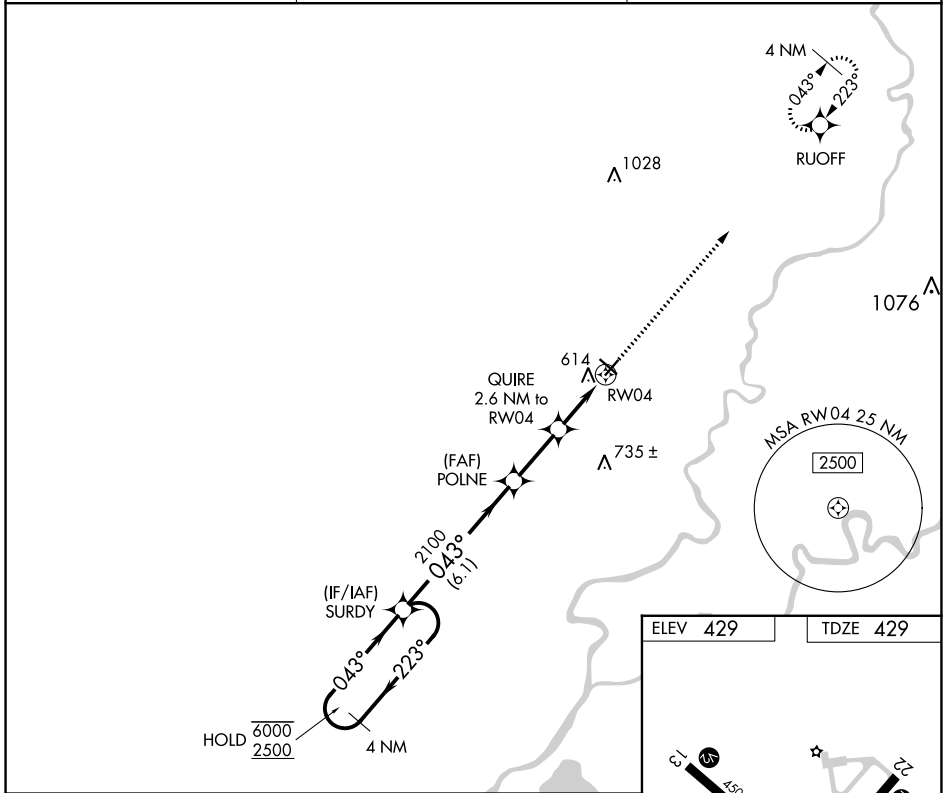 4 NM
043°
223°
RUOFF
1028
1076
614
QUIRE
2.6 NM to
RW04
RW04
MSA RW04 25 NM
2500
735 ±
(FAF)
POLNE
2100
043°
(6.1)
(IF/IAF)
SURDY
043°
223°
HOLD 6000
2500
4 NM
ELEV 429
TDZE 429
13
V5
450
22